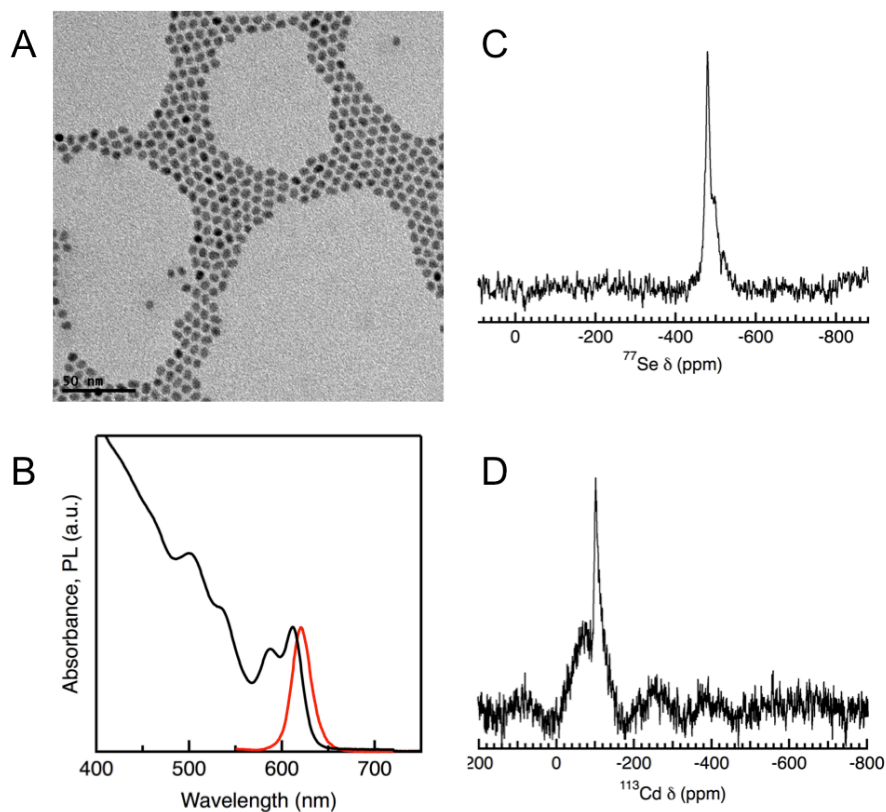 A
50 nm
B
Absorbance, PL (a.u.)
400 500 600 700
Wavelength (nm)
C
0 -200 -400 -600 -800
⁷⁷Se δ (ppm)
D
200 0 -200 -400 -600 -800
¹¹³Cd δ (ppm)